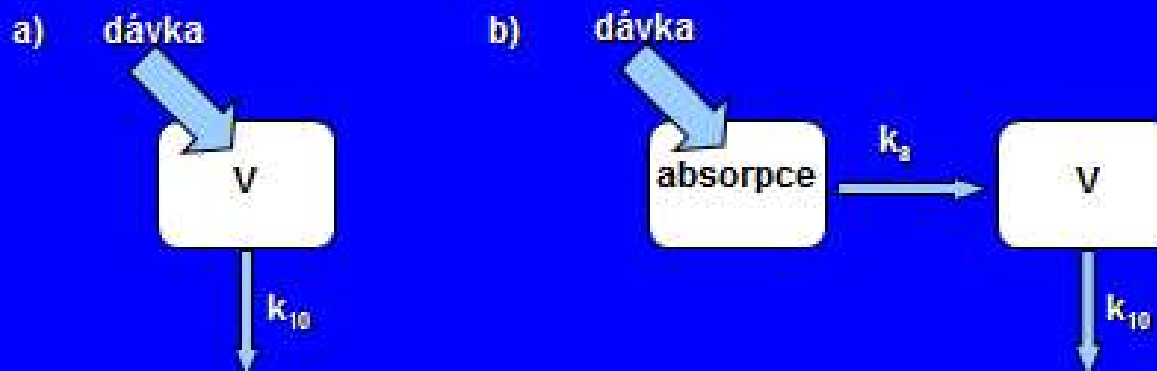 a) dávka
V
k₁₀
b) dávka
absorpce
kₐ
V
k₁₀